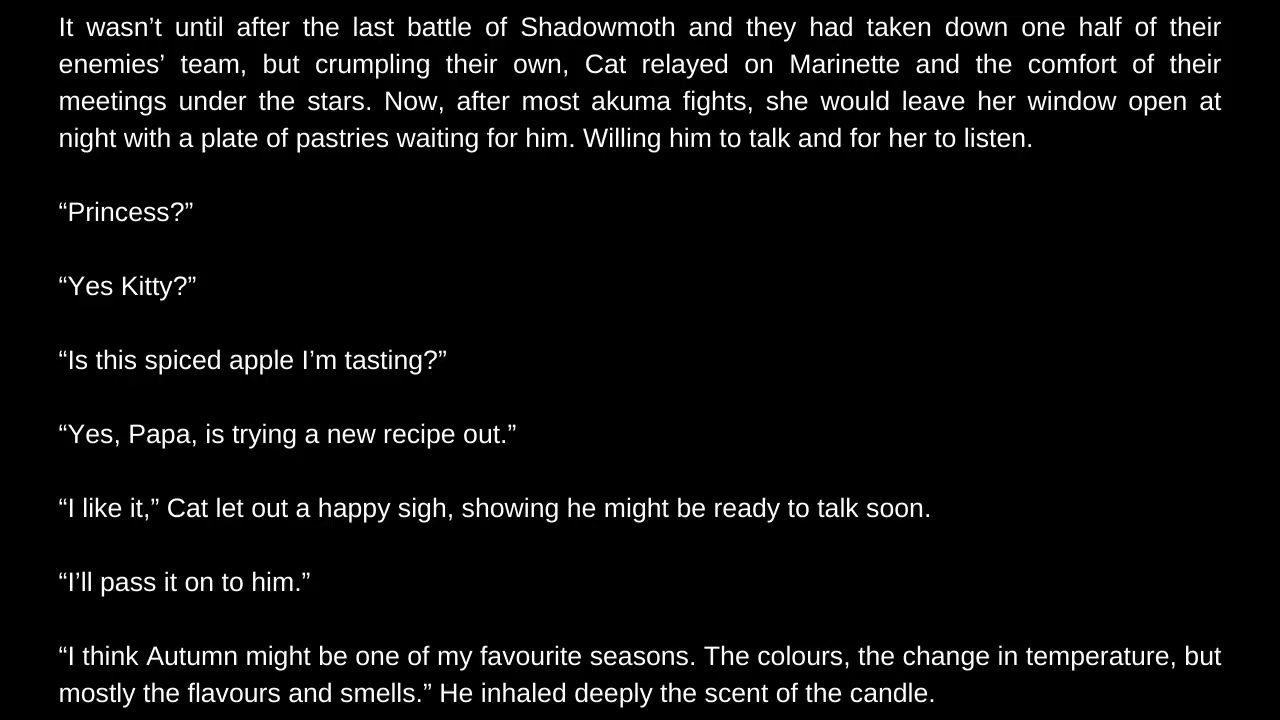 It wasn’t until after the last battle of Shadowmoth and they had taken down one half of their
enemies’ team, but crumpling their own, Cat relayed on Marinette and the comfort of their
meetings under the stars. Now, after most akuma fights, she would leave her window open at
night with a plate of pastries waiting for him. Willing him to talk and for her to listen.
“Princess?”
“Yes Kitty?”
“Is this spiced apple I’m tasting?”
“Yes, Papa, is trying a new recipe out.”
“I like it,” Cat let out a happy sigh, showing he might be ready to talk soon.
“I’ll pass it on to him.”
“I think Autumn might be one of my favourite seasons. The colours, the change in temperature, but
mostly the flavours and smells.” He inhaled deeply the scent of the candle.